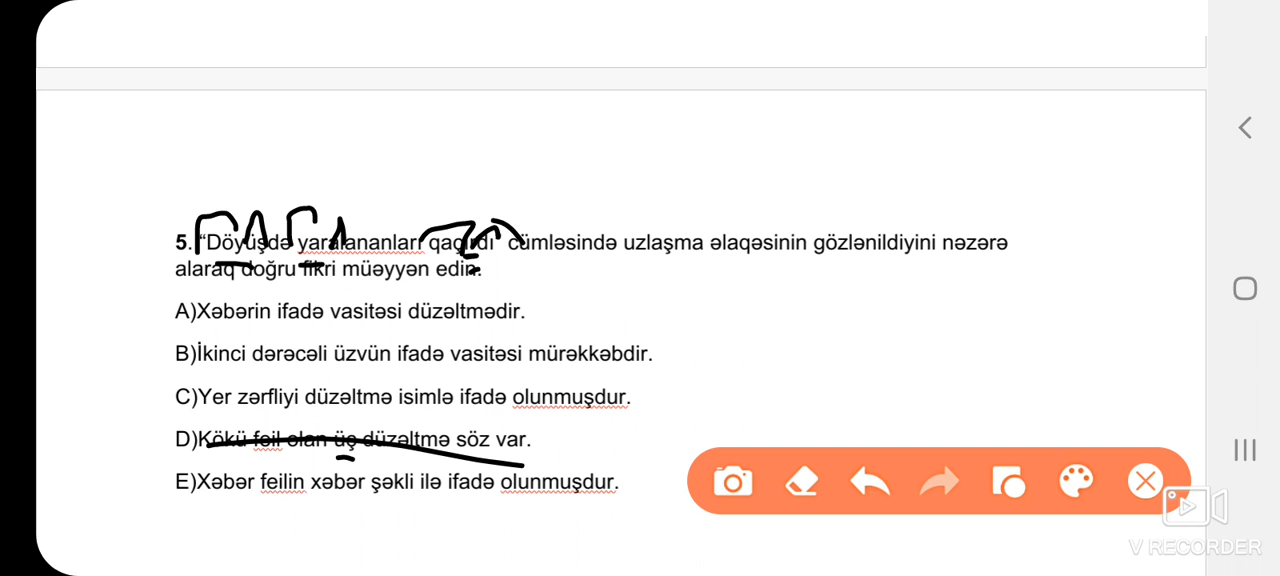 5. “Döyüşdə yaralananları qaçırdı” cümləsində uzlaşma əlaqəsinin gözlənildiyini nəzərə
alaraq doğru fikri müəyyən edin.
A)Xəbərin ifadə vasitəsi düzəltmədir.
B)İkinci dərəcəli üzvün ifadə vasitəsi mürəkkəbdir.
C)Yer zərfliyi düzəltmə isimlə ifadə olunmuşdur.
D)Kökü feil olan üç düzəltmə söz var.
E)Xəbər feilin xəbər şəkli ilə ifadə olunmuşdur.
V RECORDER